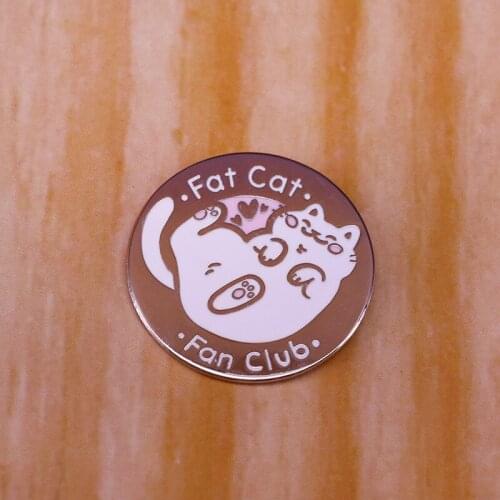 · Fat Cat ·
· Fan Club ·